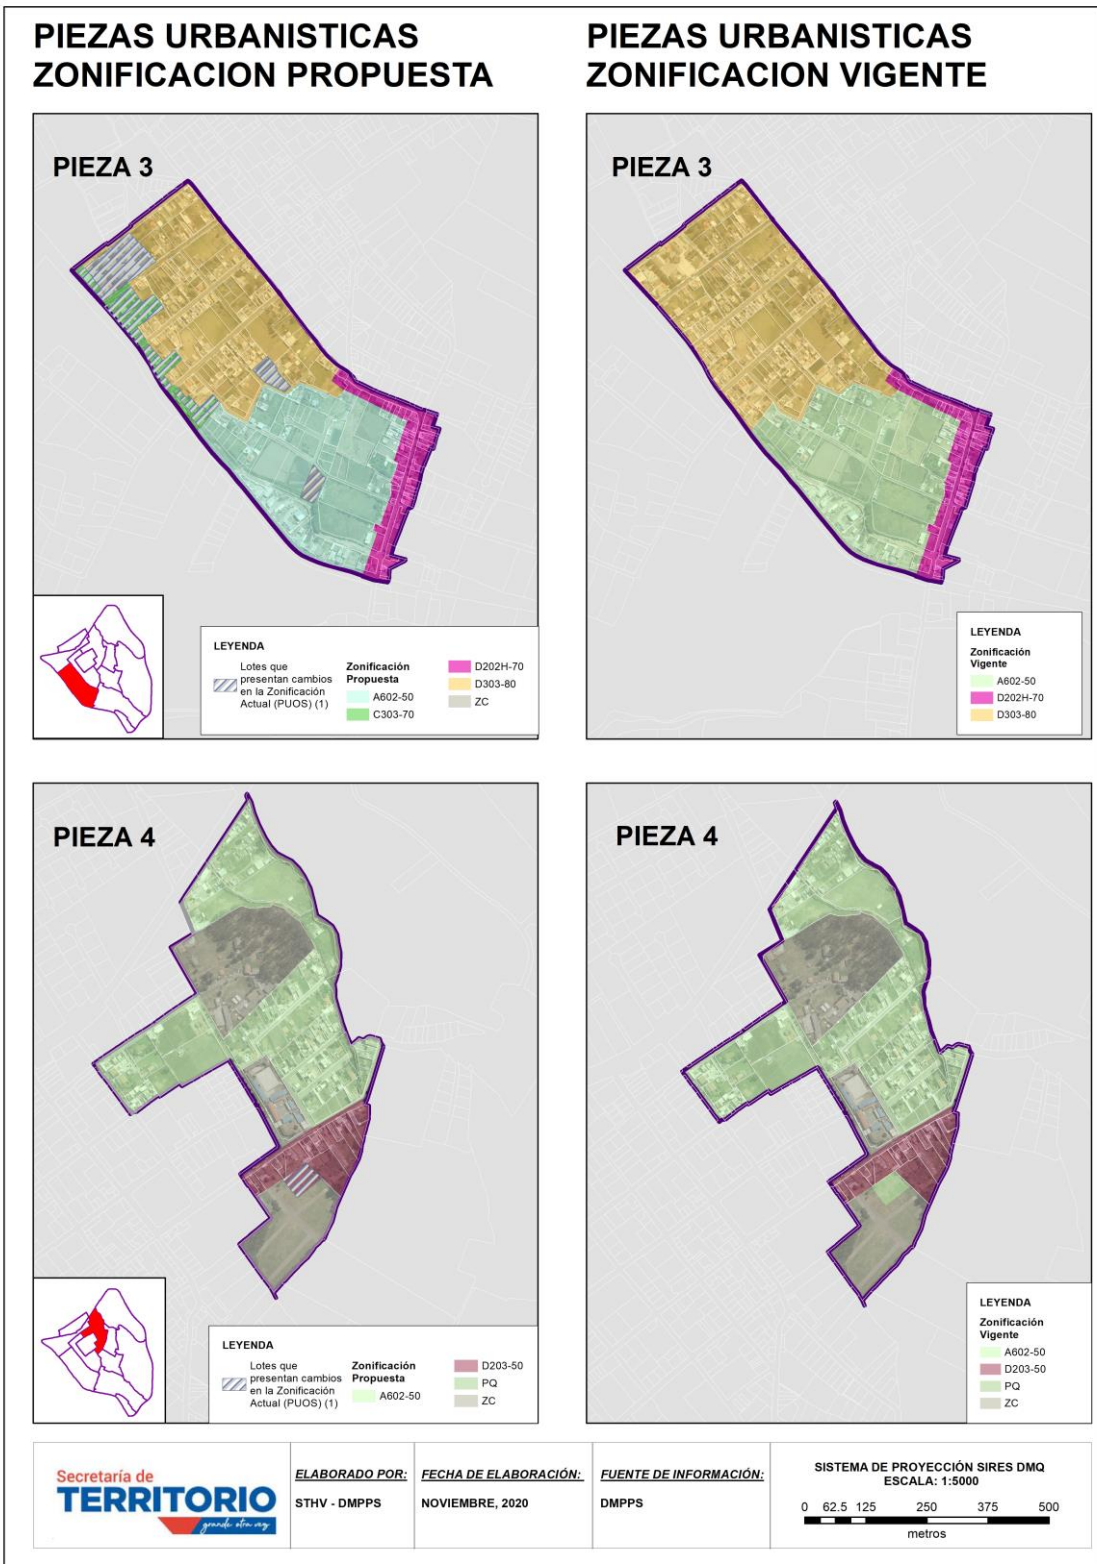 PIEZAS URBANISTICAS
ZONIFICACION PROPUESTA
PIEZAS URBANISTICAS
ZONIFICACION VIGENTE
PIEZA 3
LEYENDA
Lotes que
presentan cambios
en la Zonificación
Actual (PUOS) (1)
Zonificación
Propuesta
A602-50
C303-70
D202H-70
D303-80
ZC
PIEZA 3
LEYENDA
Zonificación
Vigente
A602-50
D202H-70
D303-80
PIEZA 4
LEYENDA
Lotes que
presentan cambios
en la Zonificación
Actual (PUOS) (1)
Zonificación
Propuesta
A602-50
D203-50
PQ
ZC
PIEZA 4
LEYENDA
Zonificación
Vigente
A602-50
D203-50
PQ
ZC
Secretaría de
TERRITORIO
grande otra vez
ELABORADO POR:
STHV - DMPPS
FECHA DE ELABORACIÓN:
NOVIEMBRE, 2020
FUENTE DE INFORMACIÓN:
DMPPS
SISTEMA DE PROYECCIÓN SIRES DMQ
ESCALA: 1:5000
0 62.5 125 250 375 500
metros